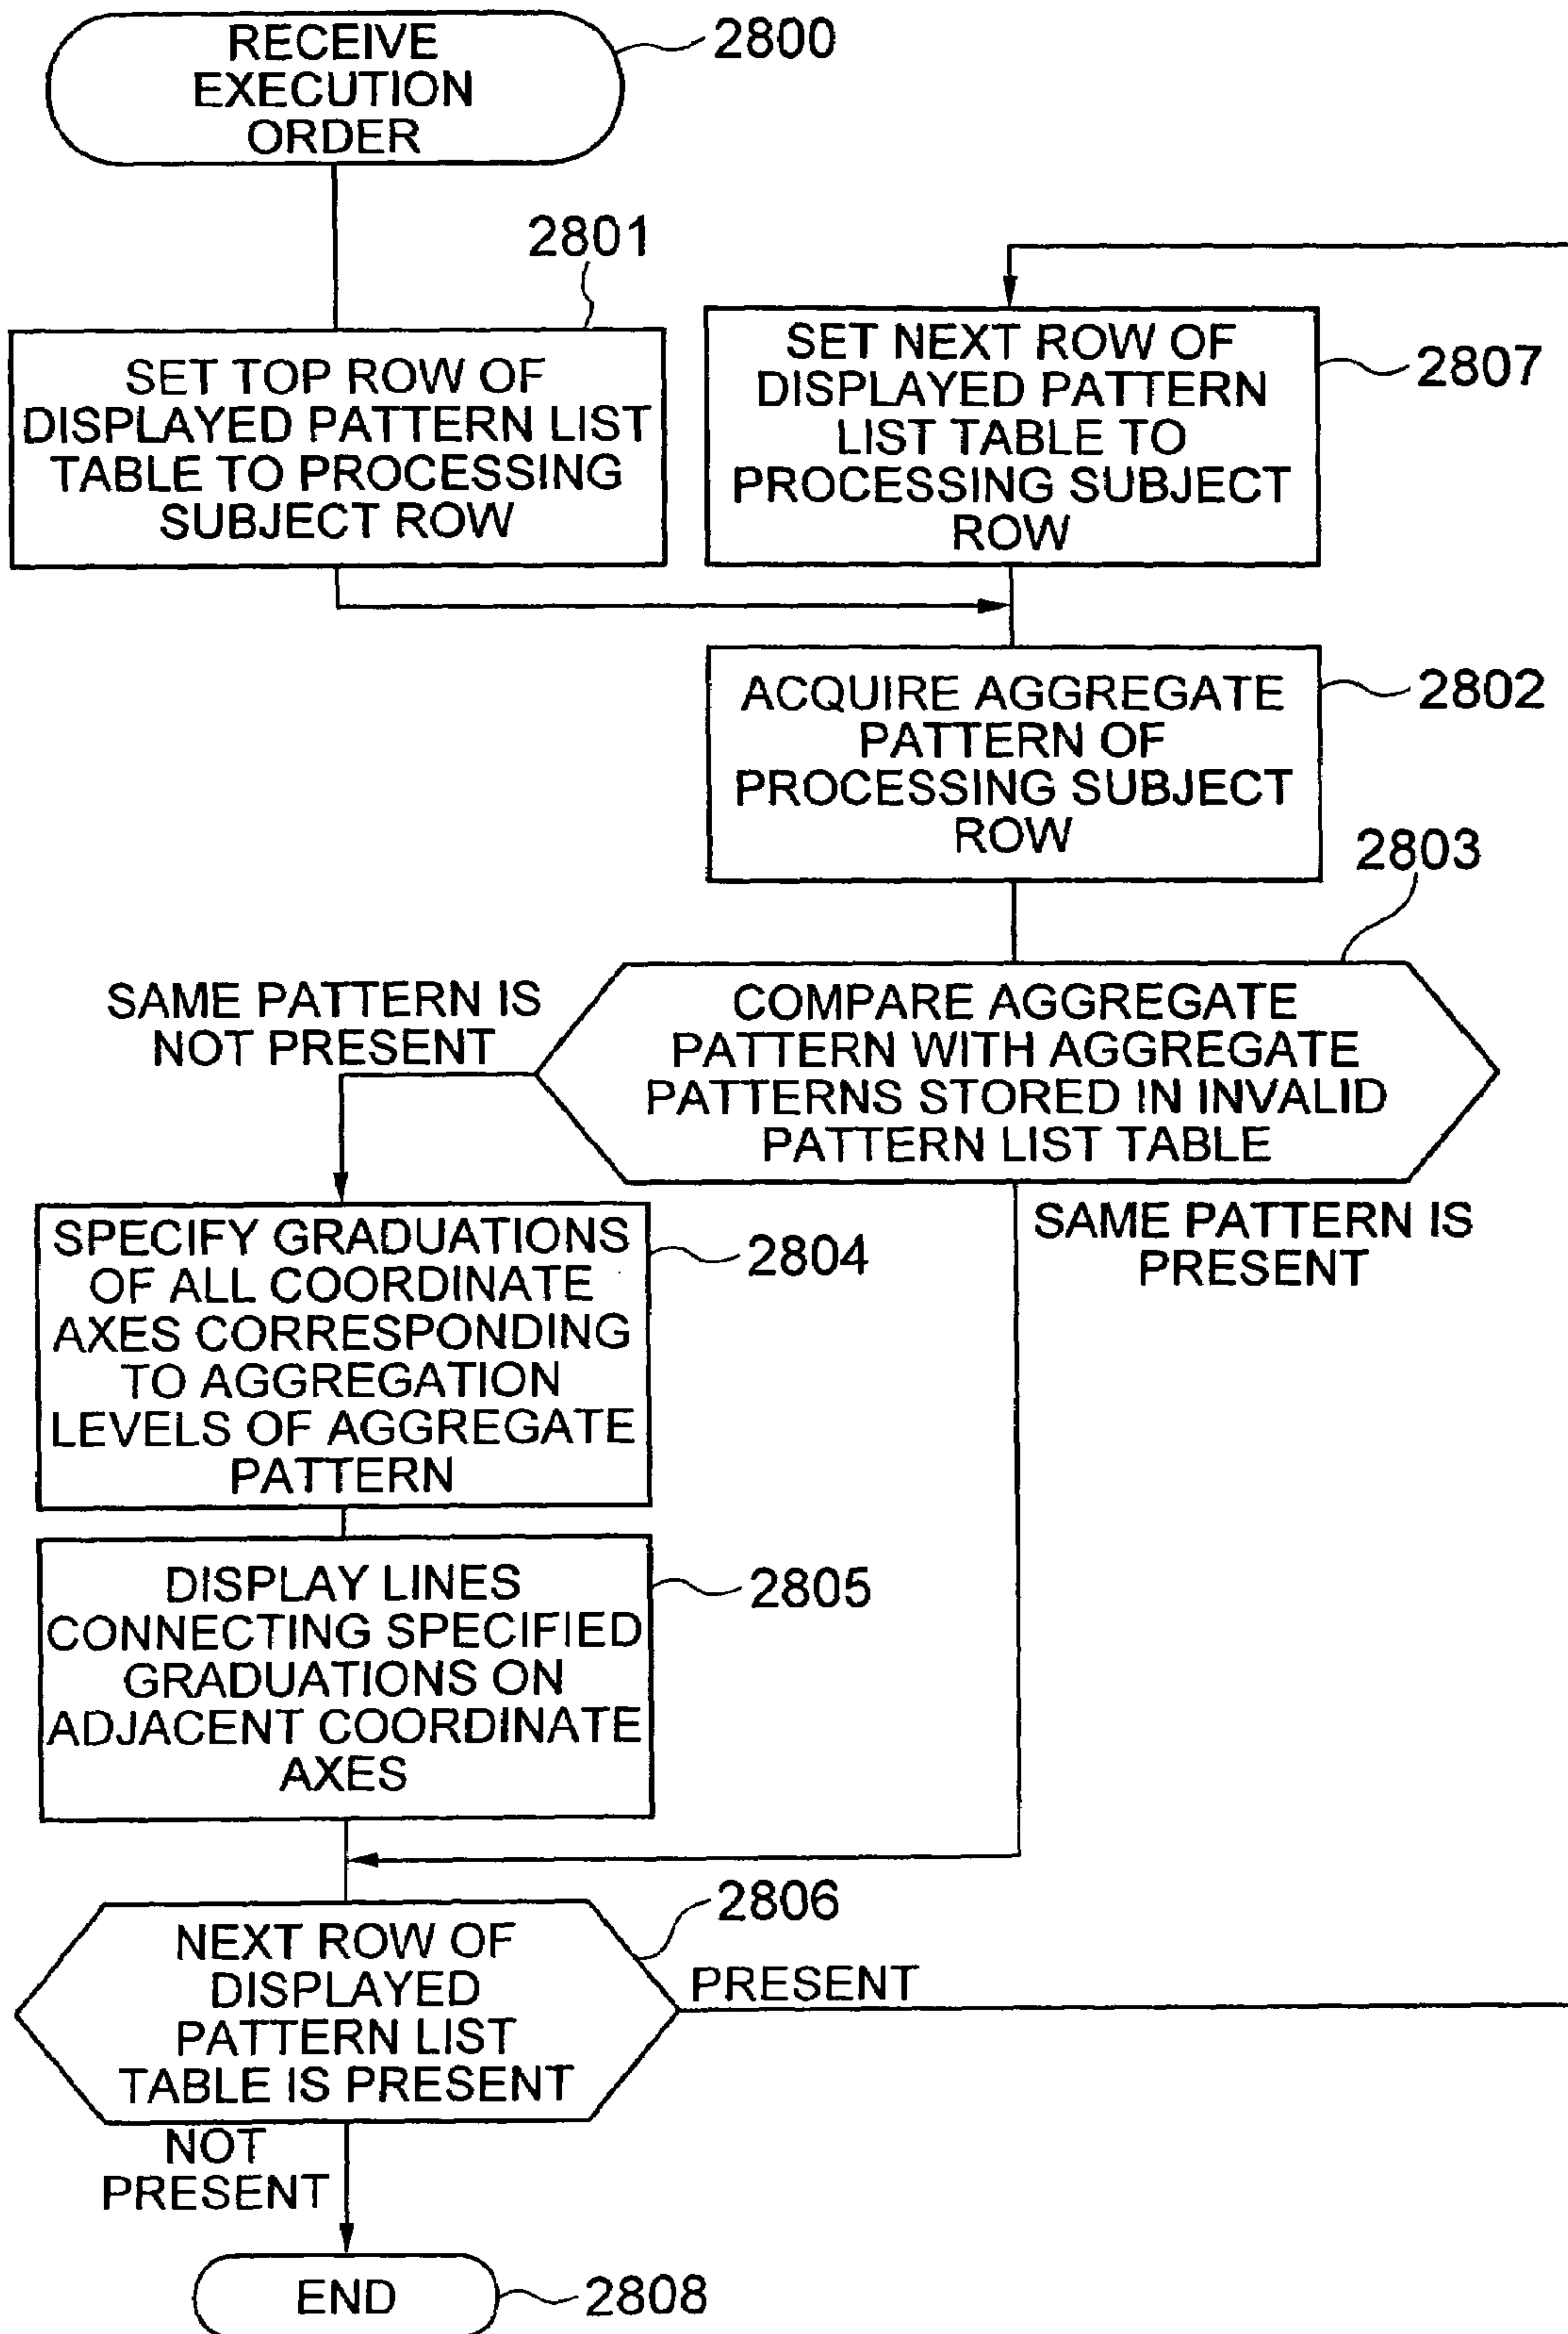 RECEIVE
EXECUTION
ORDER
2800
2801
SET TOP ROW OF
DISPLAYED PATTERN LIST
TABLE TO PROCESSING
SUBJECT ROW
SET NEXT ROW OF
DISPLAYED PATTERN
LIST TABLE TO
PROCESSING SUBJECT
ROW
2807
ACQUIRE AGGREGATE
PATTERN OF
PROCESSING SUBJECT
ROW
2802
2803
COMPARE AGGREGATE
PATTERN WITH AGGREGATE
PATTERNS STORED IN INVALID
PATTERN LIST TABLE
SAME PATTERN IS
NOT PRESENT
SAME PATTERN IS
PRESENT
SPECIFY GRADUATIONS
OF ALL COORDINATE
AXES CORRESPONDING
TO AGGREGATION
LEVELS OF AGGREGATE
PATTERN
2804
DISPLAY LINES
CONNECTING SPECIFIED
GRADUATIONS ON
ADJACENT COORDINATE
AXES
2805
2806
NEXT ROW OF
DISPLAYED
PATTERN LIST
TABLE IS PRESENT
PRESENT
NOT
PRESENT
END
2808